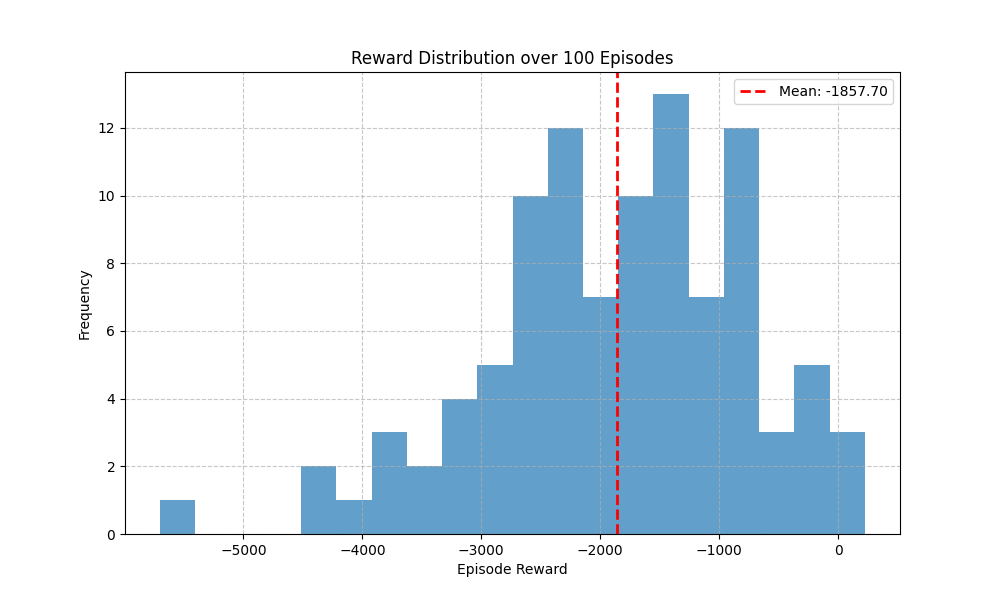 Reward Distribution over 100 Episodes
Mean: -1857.70
Frequency
12
10
8
6
4
2
0
−5000 −4000 −3000 −2000 −1000 0
Episode Reward